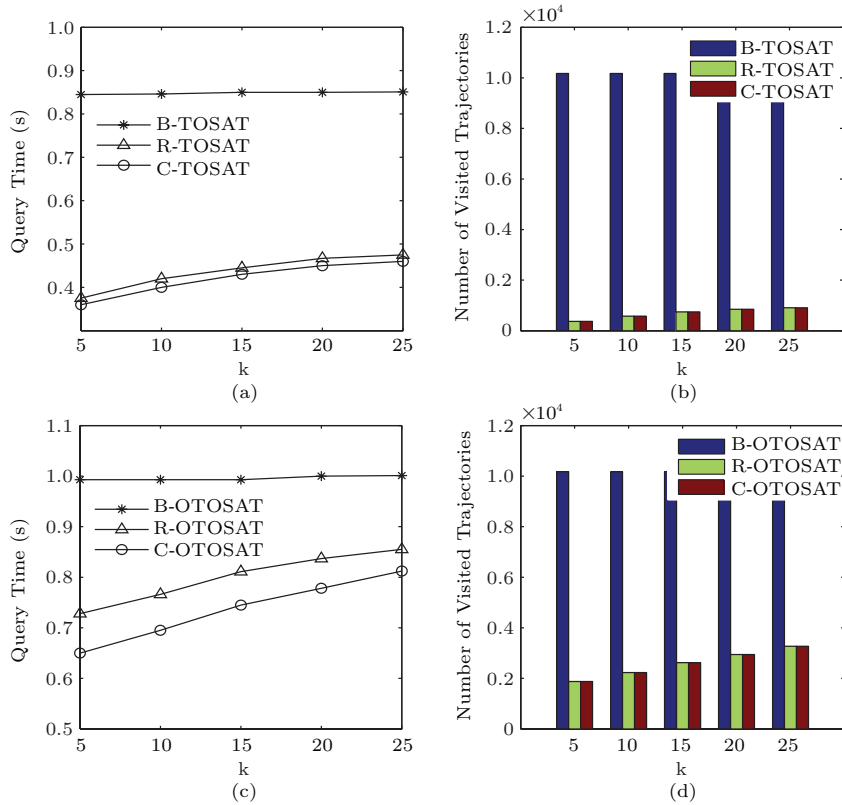 1.0
0.9
0.8
0.7
0.6
0.5
0.4
Query Time (s)
B-TOSAT
R-TOSAT
C-TOSAT
5 10 15 20 25
k
(a)
×10⁴
1.2
1.0
0.8
0.6
0.4
0.2
0
Number of Visited Trajectories
B-TOSAT
R-TOSAT
C-TOSAT
5 10 15 20 25
k
(b)
1.1
1.0
0.9
0.8
0.7
0.6
0.5
Query Time (s)
B-OTOSAT
R-OTOSAT
C-OTOSAT
5 10 15 20 25
k
(c)
×10⁴
1.2
1.0
0.8
0.6
0.4
0.2
0
Number of Visited Trajectories
B-OTOSAT
R-OTOSAT
C-OTOSAT
5 10 15 20 25
k
(d)